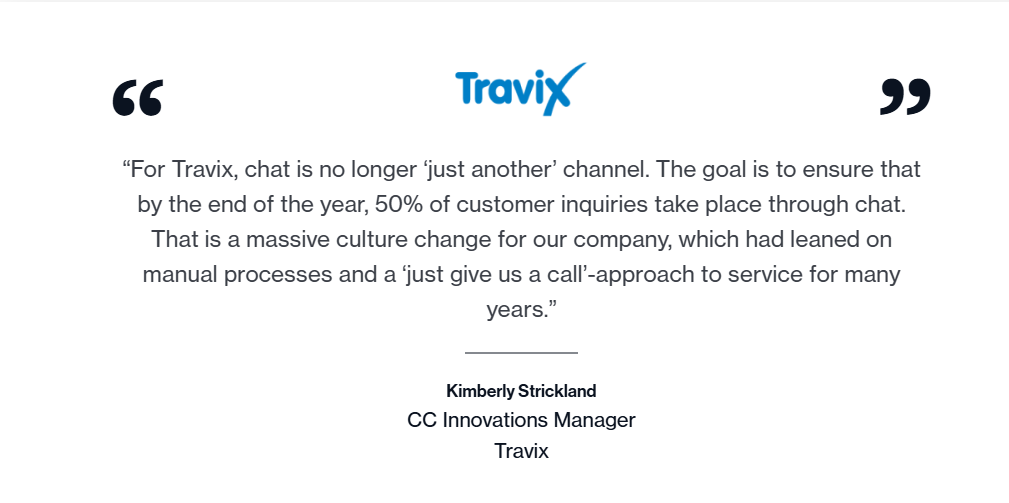 “ ”
Travix
“For Travix, chat is no longer ‘just another’ channel. The goal is to ensure that
by the end of the year, 50% of customer inquiries take place through chat.
That is a massive culture change for our company, which had leaned on
manual processes and a ‘just give us a call’-approach to service for many
years.”
Kimberly Strickland
CC Innovations Manager
Travix